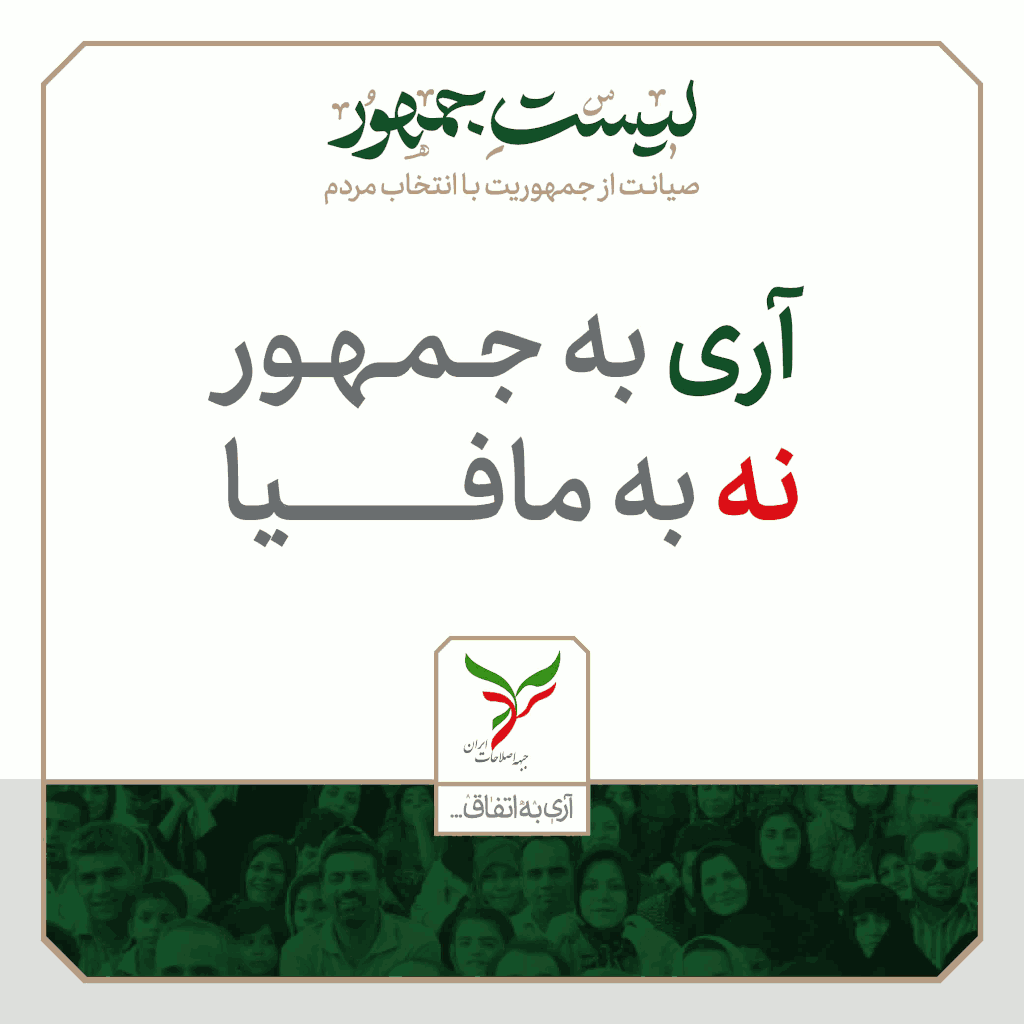 لیستِ جمهور
صیانت از جمهوریت با انتخاب مردم
آری به جمهور
نه به مافیا
جبهه اصلاحات ایران
آری به اتفاق...